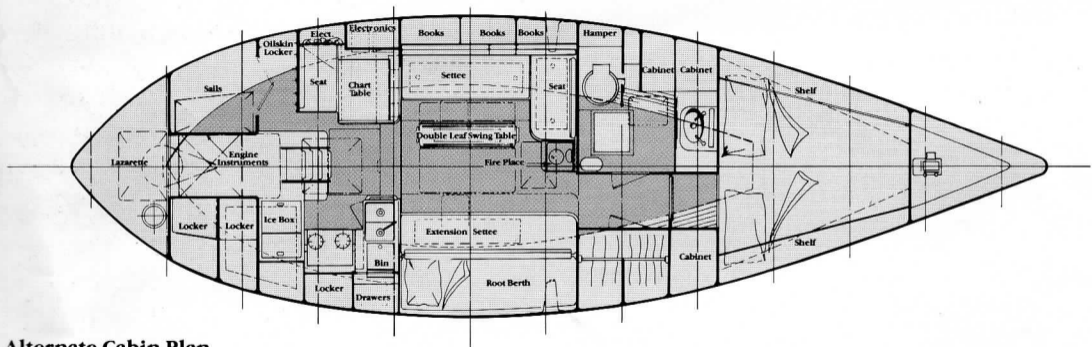 Oilskin
Locker
Elect.
Electronics
Books
Books
Books
Hamper
Cabinet
Cabinet
Shelf
Sails
Seat
Chart
Table
Settee
Seat
Double Leaf Swing Table
Lazarette
Engine
Instruments
Fire Place
Locker
Locker
Ice Box
Bin
Extension Settee
Root Berth
Cabinet
Shelf
Locker
Drawers
Alternate Cabin Plan